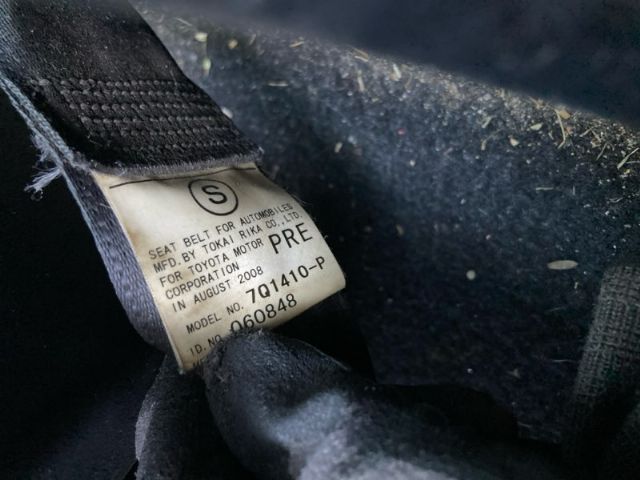 S
SEAT BELT FOR AUTOMOBILES
MFD. BY TOKAI RIKA CO., LTD.
FOR TOYOTA MOTOR PRE
CORPORATION
IN AUGUST 2008
MODEL NO. 7Q1410-P
ID. NO. 060848